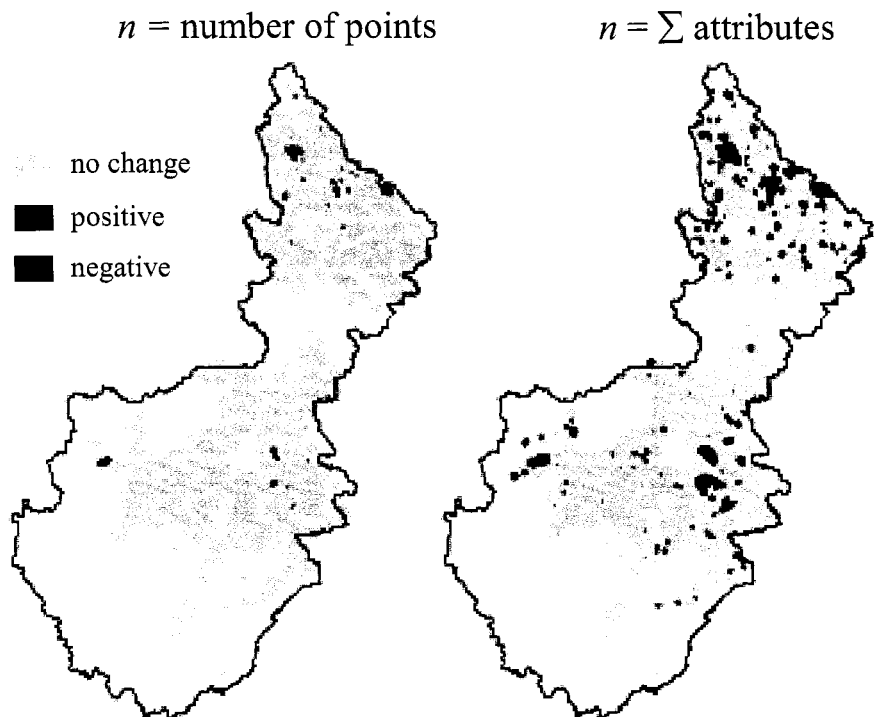 n = number of points
n = ∑ attributes
no change
positive
negative